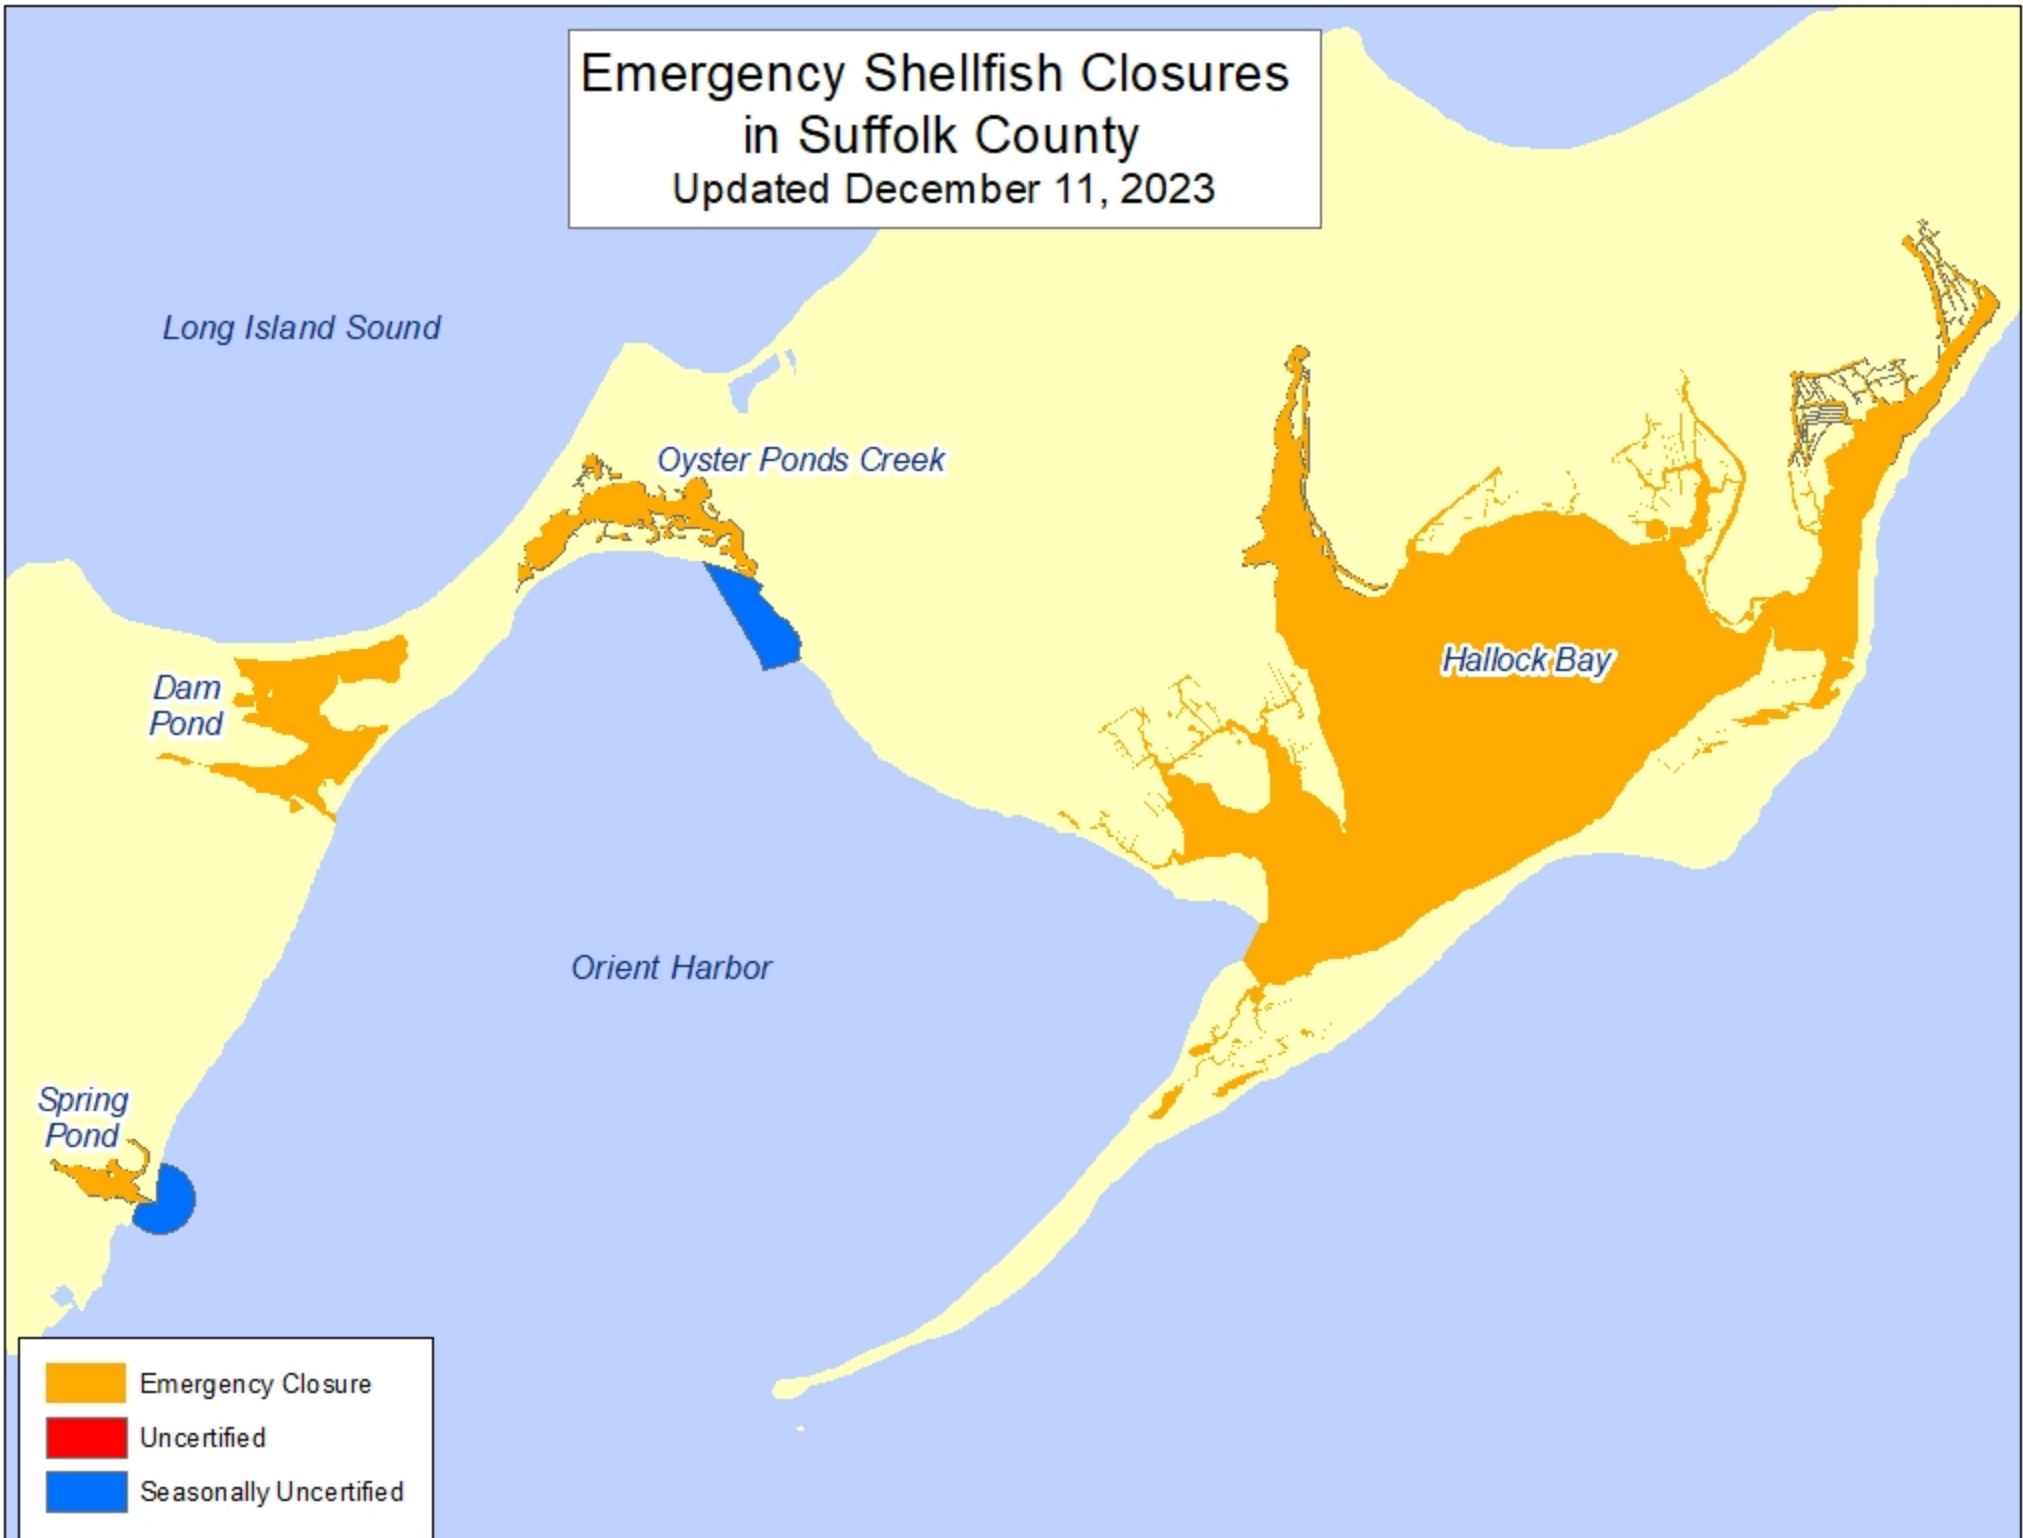 Emergency Shellfish Closures
in Suffolk County
Updated December 11, 2023
Long Island Sound
Oyster Ponds Creek
Hallock Bay
Dam
Pond
Orient Harbor
Spring
Pond
Emergency Closure
Uncertified
Seasonally Uncertified